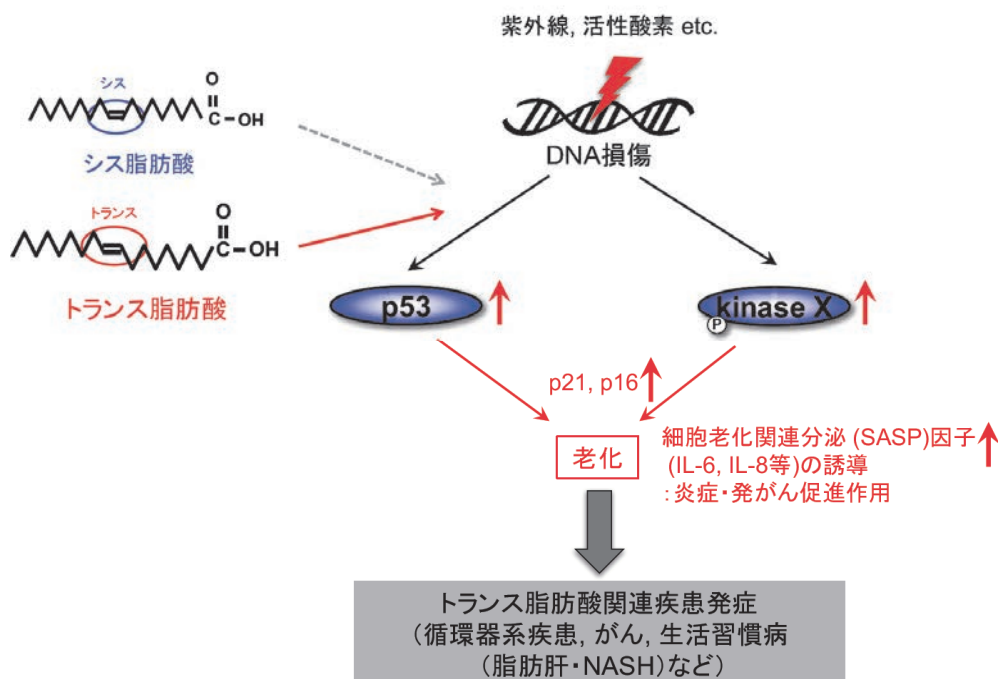 紫外線, 活性酸素 etc.
シス
O
C
OH
シス脂肪酸
DNA損傷
トランス
O
C
OH
トランス脂肪酸
p53
kinase X
P
p21, p16
老化
細胞老化関連分泌 (SASP)因子
(IL-6, IL-8等)の誘導
:炎症・発がん促進作用
トランス脂肪酸関連疾患発症
（循環器系疾患, がん, 生活習慣病
（脂肪肝・NASH）など）